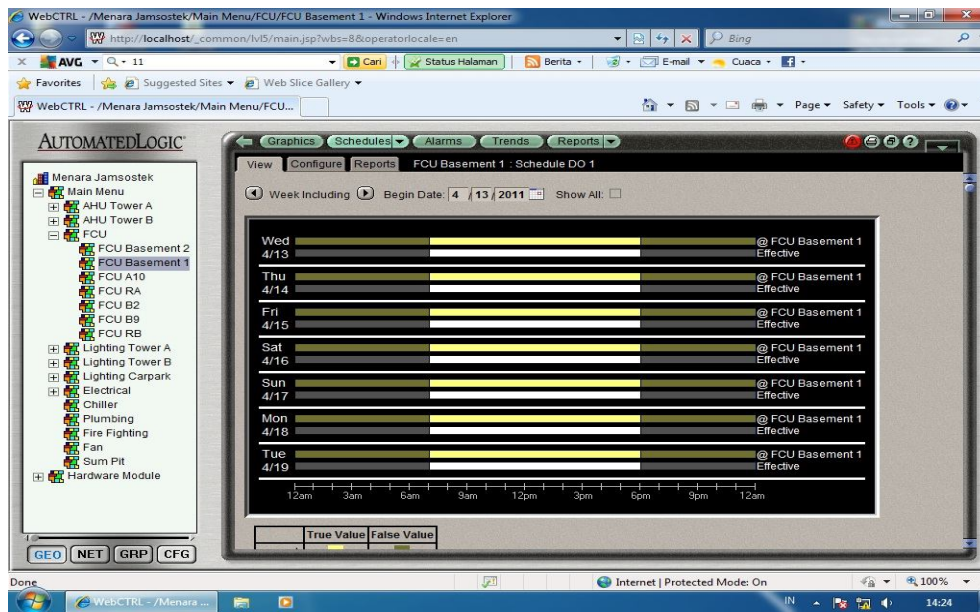 WebCTRL - /Menara Jamsostek/Main Menu/FCU/FCU Basement 1 - Windows Internet Explorer
http://localhost/_common/lvl5/main.jsp?wbs=8&operatorlocale=en
Bing
AVG 11 Cari Status Halaman Berita E-mail Cuaca
Favorites Suggested Sites Web Slice Gallery
WebCTRL - /Menara Jamsostek/Main Menu/FCU... Page Safety Tools
AUTOMATEDLOGIC
Graphics Schedules Alarms Trends Reports
View Configure Reports FCU Basement 1 : Schedule DO 1
Week Including Begin Date: 4 / 13 / 2011 Show All:
Menara Jamsostek
Main Menu
AHU Tower A
AHU Tower B
FCU
FCU Basement 2
FCU Basement 1
FCU A10
FCU RA
FCU B2
FCU B9
FCU RB
Lighting Tower A
Lighting Tower B
Lighting Carpark
Electrical
Chiller
Plumbing
Fire Fighting
Fan
Sum Pit
Hardware Module
GEO NET GRP CFG
Wed @ FCU Basement 1
4/13 Effective
Thu @ FCU Basement 1
4/14 Effective
Fri @ FCU Basement 1
4/15 Effective
Sat @ FCU Basement 1
4/16 Effective
Sun @ FCU Basement 1
4/17 Effective
Mon @ FCU Basement 1
4/18 Effective
Tue @ FCU Basement 1
4/19 Effective
12am 3am 6am 9am 12pm 3pm 6pm 9pm 12am
True Value False Value
Done Internet | Protected Mode: On 100%
WebCTRL - /Menara ... IN 14:24